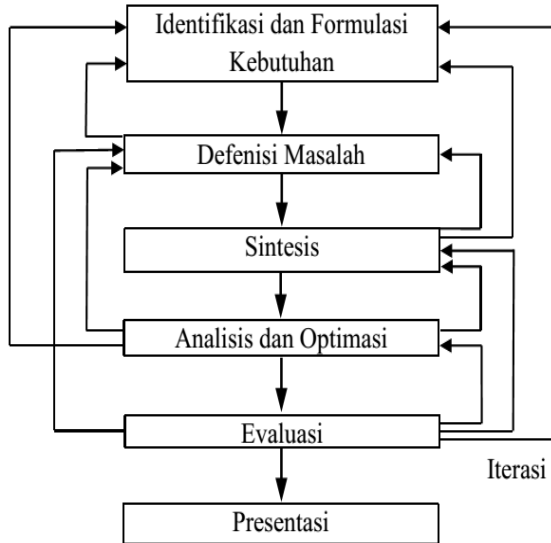 Identifikasi dan Formulasi
Kebutuhan
Defenisi Masalah
Sintesis
Analisis dan Optimasi
Evaluasi
Iterasi
Presentasi